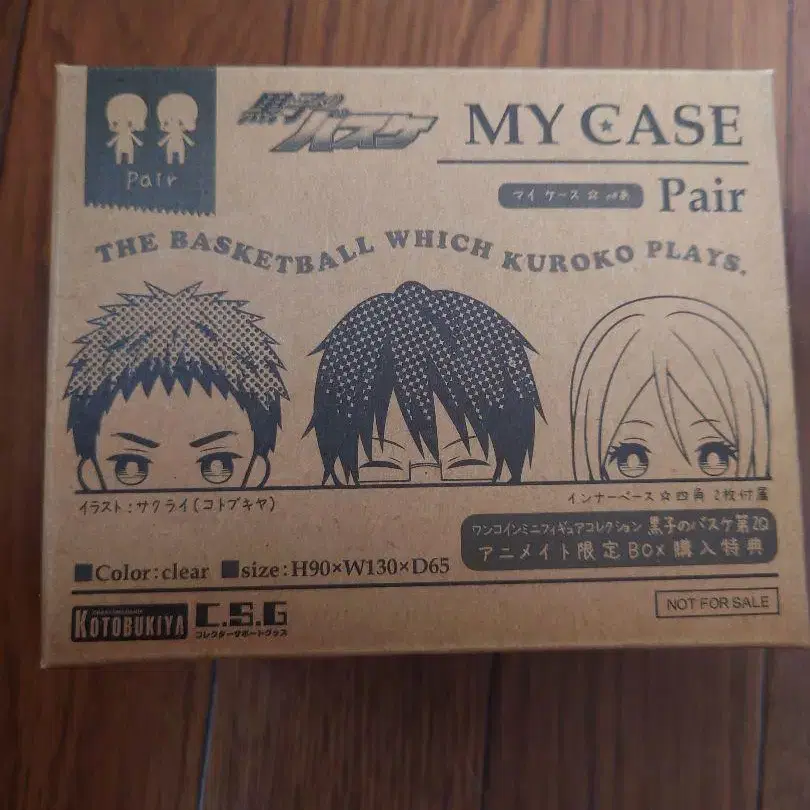 Pair
黒子のバスケ
MY CASE
マイ ケース ☆ ぺあ
Pair
THE BASKETBALL WHICH KUROKO PLAYS.
イラスト：サクライ(コトブキヤ)
インナーベース☆四角 2枚付属
ワンコインミニフィギュアコレクション 黒子のバスケ第2Q
アニメイト限定BOX購入特典
■Color:clear ■size:H90×W130×D65
KOTOBUKIYA
C.S.G
コレクターサポートグッズ
NOT FOR SALE